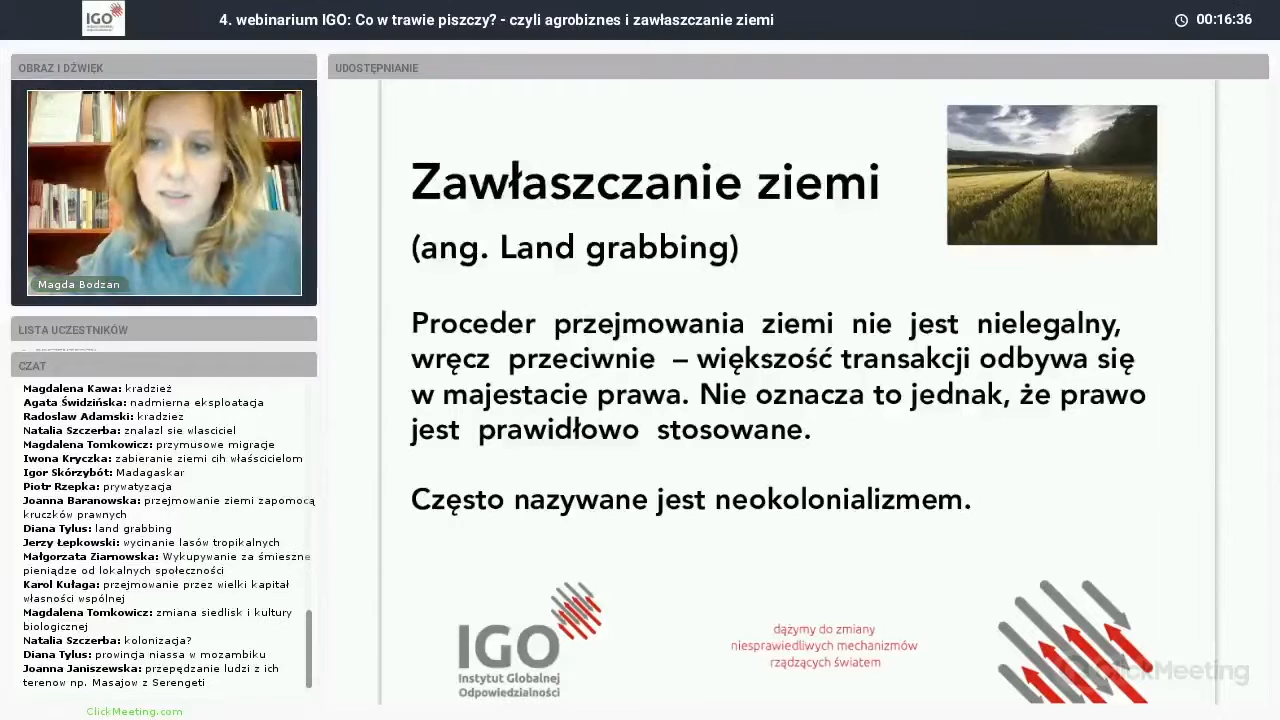 IGO
4. webinarium IGO: Co w trawie piszczy? - czyli agrobiznes i zawłaszczanie ziemi
00:16:36
OBRAZ I DŹWIĘK
Magda Bodzan
LISTA UCZESTNIKÓW
CZAT
Magdalena Kawa: kradzież
Agata Świdzińska: nadmierna eksploatacja
Radoslaw Adamski: kradziez
Natalia Szczerba: znalazl sie wlasciciel
Magdalena Tomkowicz: przymusowe migracje
Iwona Kryczka: zabieranie ziemi cih właścicielom
Igor Skórzybót: Madagaskar
Piotr Rzepka: prywatyzacja
Joanna Baranowska: przejmowanie ziemi zapomocą
kruczków prawnych
Diana Tylus: land grabbing
Jerzy Łepkowski: wycinanie lasów tropikalnych
Małgorzata Ziarnowska: Wykupywanie za śmieszne
pieniądze od lokalnych społeczności
Karol Kułaga: przejmowanie przez wielki kapitał
własności wspólnej
Magdalena Tomkowicz: zmiana siedlisk i kultury
biologicznej
Natalia Szczerba: kolonizacja?
Diana Tylus: prowincja niassa w mozambiku
Joanna Janiszewska: przepędzanie ludzi z ich
terenow np. Masajow z Serengeti
ClickMeeting.com
UDOSTĘPNIANIE
Zawłaszczanie ziemi
(ang. Land grabbing)
Proceder przejmowania ziemi nie jest nielegalny,
wręcz przeciwnie – większość transakcji odbywa się
w majestacie prawa. Nie oznacza to jednak, że prawo
jest prawidłowo stosowane.
Często nazywane jest neokolonializmem.
IGO
Instytut Globalnej
Odpowiedzialności
dążymy do zmiany
niesprawiedliwych mechanizmów
rządzących światem
ClickMeeting